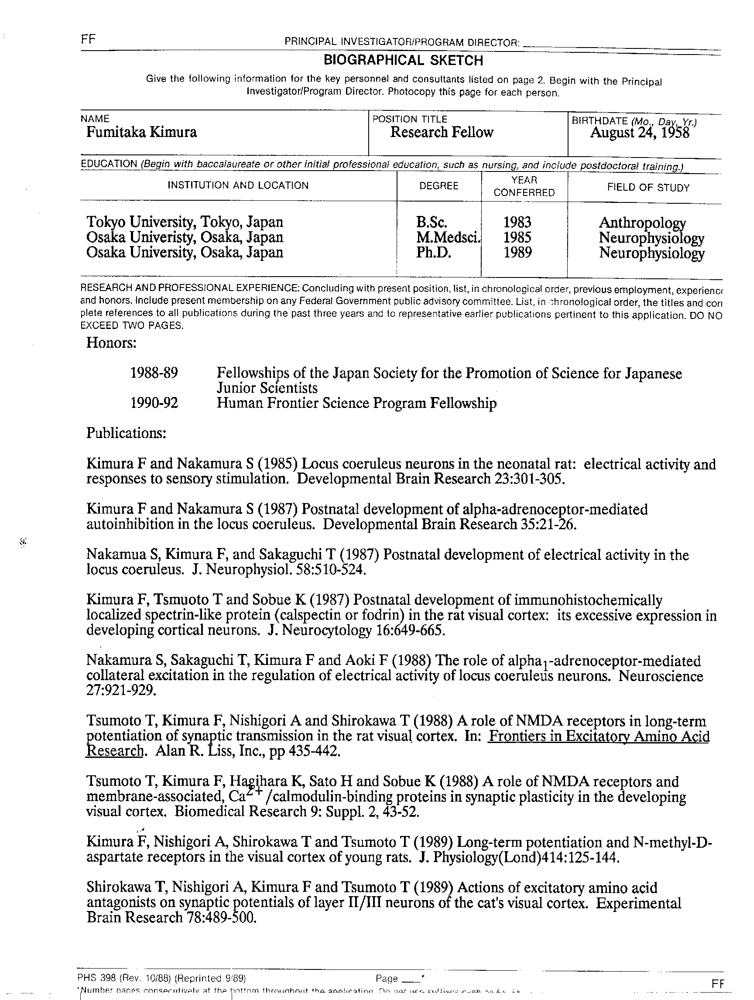 FF
PRINCIPAL INVESTIGATOR/PROGRAM DIRECTOR:
BIOGRAPHICAL SKETCH
Give the following information for the key personnel and consultants listed on page 2. Begin with the Principal
Investigator/Program Director. Photocopy this page for each person.
NAME POSITION TITLE BIRTHDATE (Mo., Day, Yr.)
Fumitaka Kimura Research Fellow August 24, 1958
EDUCATION (Begin with baccalaureate or other initial professional education, such as nursing, and include postdoctoral training.)
INSTITUTION AND LOCATION DEGREE YEAR CONFERRED FIELD OF STUDY
Tokyo University, Tokyo, Japan B.Sc. 1983 Anthropology
Osaka Univeristy, Osaka, Japan M.Medsci. 1985 Neurophysiology
Osaka University, Osaka, Japan Ph.D. 1989 Neurophysiology
RESEARCH AND PROFESSIONAL EXPERIENCE: Concluding with present position, list, in chronological order, previous employment, experience
and honors. Include present membership on any Federal Government public advisory committee. List, in chronological order, the titles and com
plete references to all publications during the past three years and to representative earlier publications pertinent to this application. DO NO
EXCEED TWO PAGES.
Honors:
1988-89 Fellowships of the Japan Society for the Promotion of Science for Japanese
Junior Scientists
1990-92 Human Frontier Science Program Fellowship
Publications:
Kimura F and Nakamura S (1985) Locus coeruleus neurons in the neonatal rat: electrical activity and
responses to sensory stimulation. Developmental Brain Research 23:301-305.
Kimura F and Nakamura S (1987) Postnatal development of alpha-adrenoceptor-mediated
autoinhibition in the locus coeruleus. Developmental Brain Research 35:21-26.
Nakamua S, Kimura F, and Sakaguchi T (1987) Postnatal development of electrical activity in the
locus coeruleus. J. Neurophysiol. 58:510-524.
Kimura F, Tsmuoto T and Sobue K (1987) Postnatal development of immunohistochemically
localized spectrin-like protein (calspectin or fodrin) in the rat visual cortex: its excessive expression in
developing cortical neurons. J. Neurocytology 16:649-665.
Nakamura S, Sakaguchi T, Kimura F and Aoki F (1988) The role of alpha1-adrenoceptor-mediated
collateral excitation in the regulation of electrical activity of locus coeruleus neurons. Neuroscience
27:921-929.
Tsumoto T, Kimura F, Nishigori A and Shirokawa T (1988) A role of NMDA receptors in long-term
potentiation of synaptic transmission in the rat visual cortex. In: Frontiers in Excitatory Amino Acid
Research. Alan R. Liss, Inc., pp 435-442.
Tsumoto T, Kimura F, Hagihara K, Sato H and Sobue K (1988) A role of NMDA receptors and
membrane-associated, Ca2+/calmodulin-binding proteins in synaptic plasticity in the developing
visual cortex. Biomedical Research 9: Suppl. 2, 43-52.
Kimura F, Nishigori A, Shirokawa T and Tsumoto T (1989) Long-term potentiation and N-methyl-D-
aspartate receptors in the visual cortex of young rats. J. Physiology(Lond)414:125-144.
Shirokawa T, Nishigori A, Kimura F and Tsumoto T (1989) Actions of excitatory amino acid
antagonists on synaptic potentials of layer II/III neurons of the cat's visual cortex. Experimental
Brain Research 78:489-500.
PHS 398 (Rev. 10/88) (Reprinted 9/89) Page ___* FF
*Number pages consecutively at the bottom throughout the application. Do not use suffixes such as